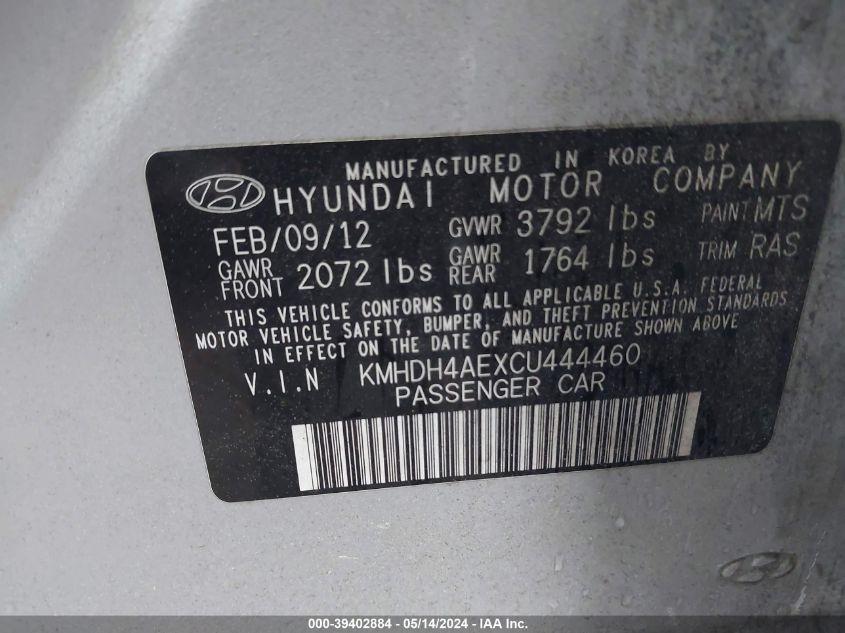 MANUFACTURED IN KOREA BY
HYUNDAI MOTOR COMPANY
FEB/09/12 GVWR 3792 lbs PAINT MTS
GAWR FRONT 2072 lbs GAWR REAR 1764 lbs TRIM RAS
THIS VEHICLE CONFORMS TO ALL APPLICABLE U.S.A. FEDERAL
MOTOR VEHICLE SAFETY, BUMPER, AND THEFT PREVENTION STANDARDS
IN EFFECT ON THE DATE OF MANUFACTURE SHOWN ABOVE
V.I.N KMHDH4AEXCU444460
PASSENGER CAR
000-39402884 - 05/14/2024 - IAA Inc.